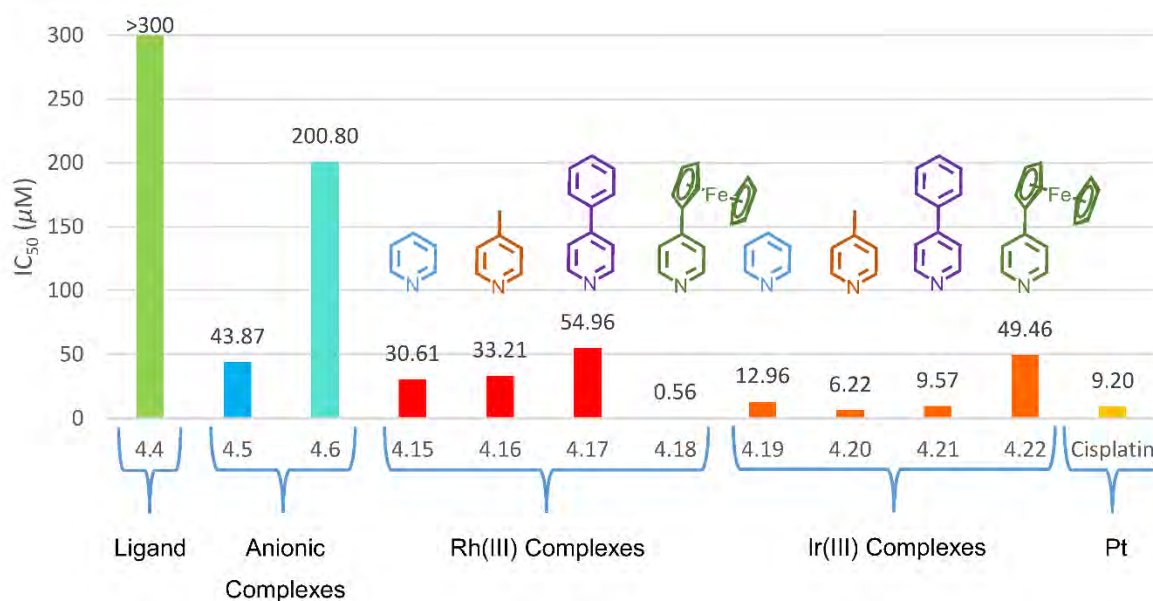 >300
300
250
200
150
100
50
0
IC50 (µM)
200.80
43.87
30.61
33.21
54.96
0.56
12.96
6.22
9.57
49.46
9.20
Fe
Fe
N
N
N
N
N
N
N
N
4.4 4.5 4.6 4.15 4.16 4.17 4.18 4.19 4.20 4.21 4.22 Cisplatin
Ligand Anionic Rh(III) Complexes Ir(III) Complexes Pt
Complexes